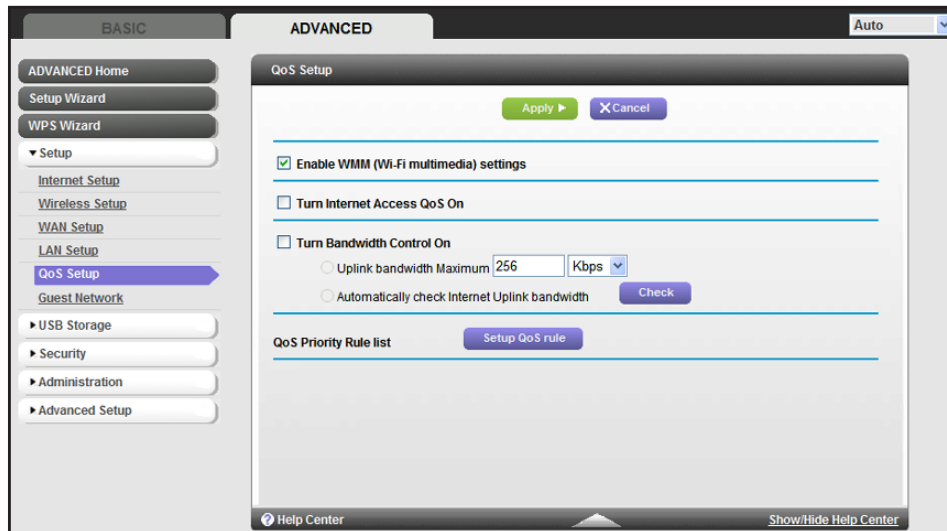 BASIC
ADVANCED
Auto
ADVANCED Home
Setup Wizard
WPS Wizard
Setup
Internet Setup
Wireless Setup
WAN Setup
LAN Setup
QoS Setup
Guest Network
USB Storage
Security
Administration
Advanced Setup
QoS Setup
Apply
Cancel
Enable WMM (Wi-Fi multimedia) settings
Turn Internet Access QoS On
Turn Bandwidth Control On
Uplink bandwidth Maximum 256 Kbps
Automatically check Internet Uplink bandwidth Check
QoS Priority Rule list Setup QoS rule
Help Center Show/Hide Help Center